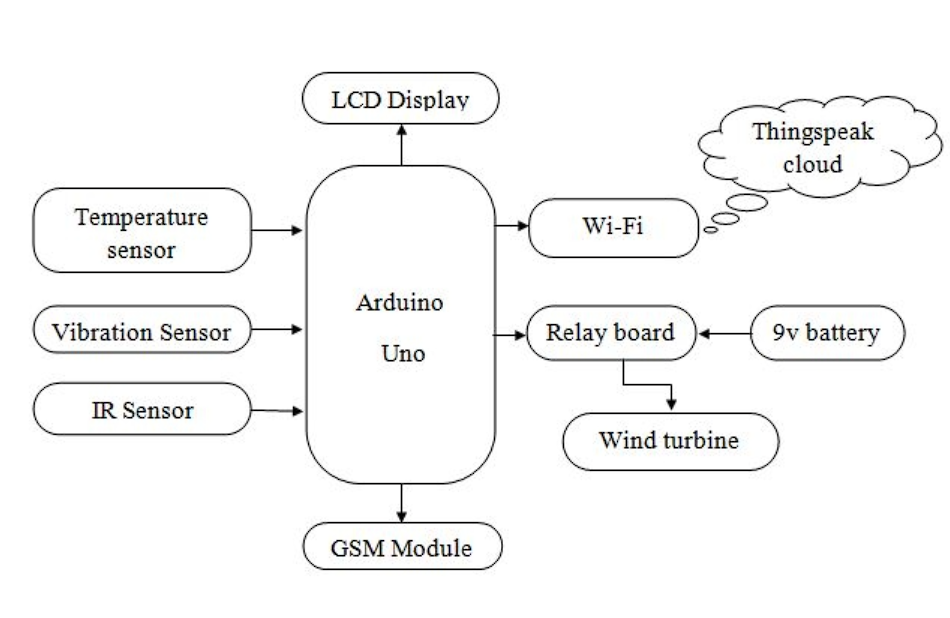 LCD Display
Thingspeak
cloud
Temperature
sensor
Wi-Fi
Arduino
Uno
Vibration Sensor
Relay board
9v battery
IR Sensor
Wind turbine
GSM Module